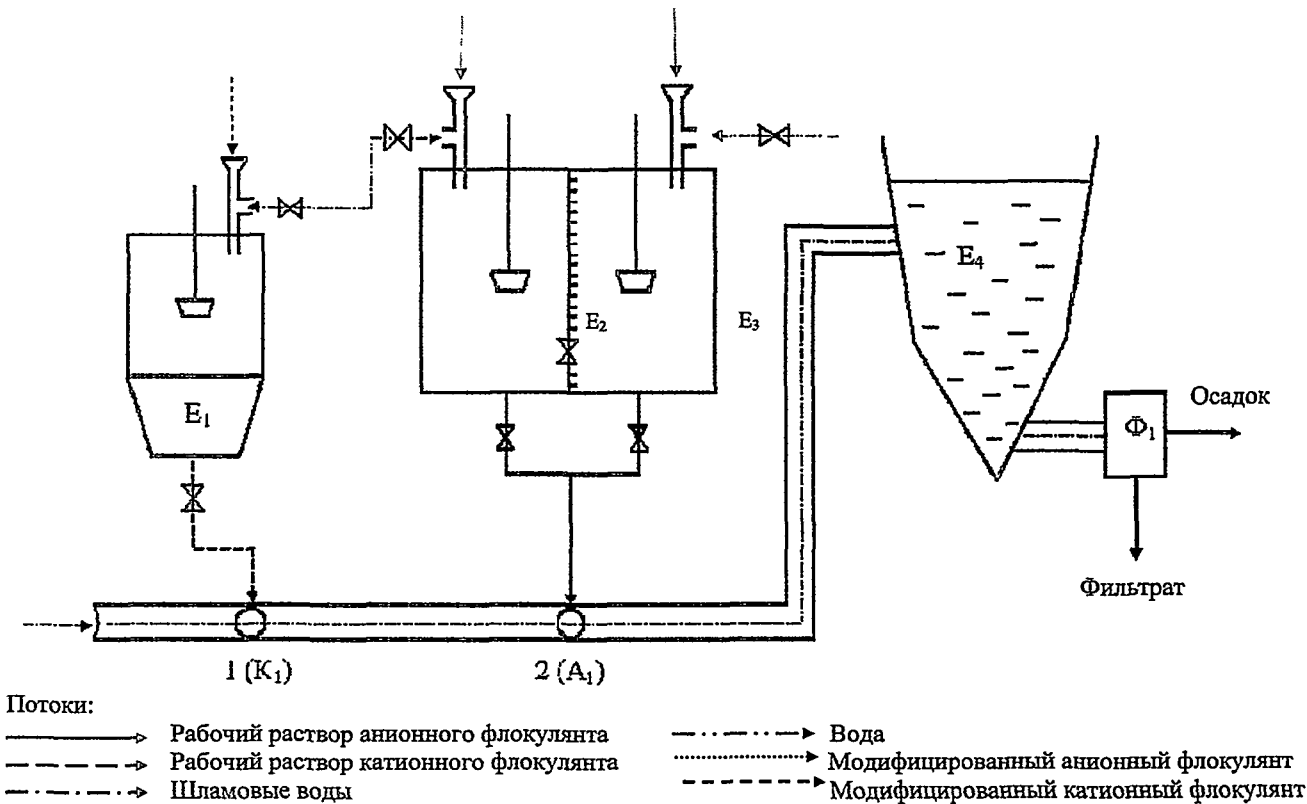 E₂
E₃
E₄
E₁
Осадок
Ф₁
Фильтрат
1 (K₁)
2 (A₁)
Потоки:
Рабочий раствор анионного флокулянта
Рабочий раствор катионного флокулянта
Шламовые воды
Вода
Модифицированный анионный флокулянт
Модифицированный катионный флокулянт